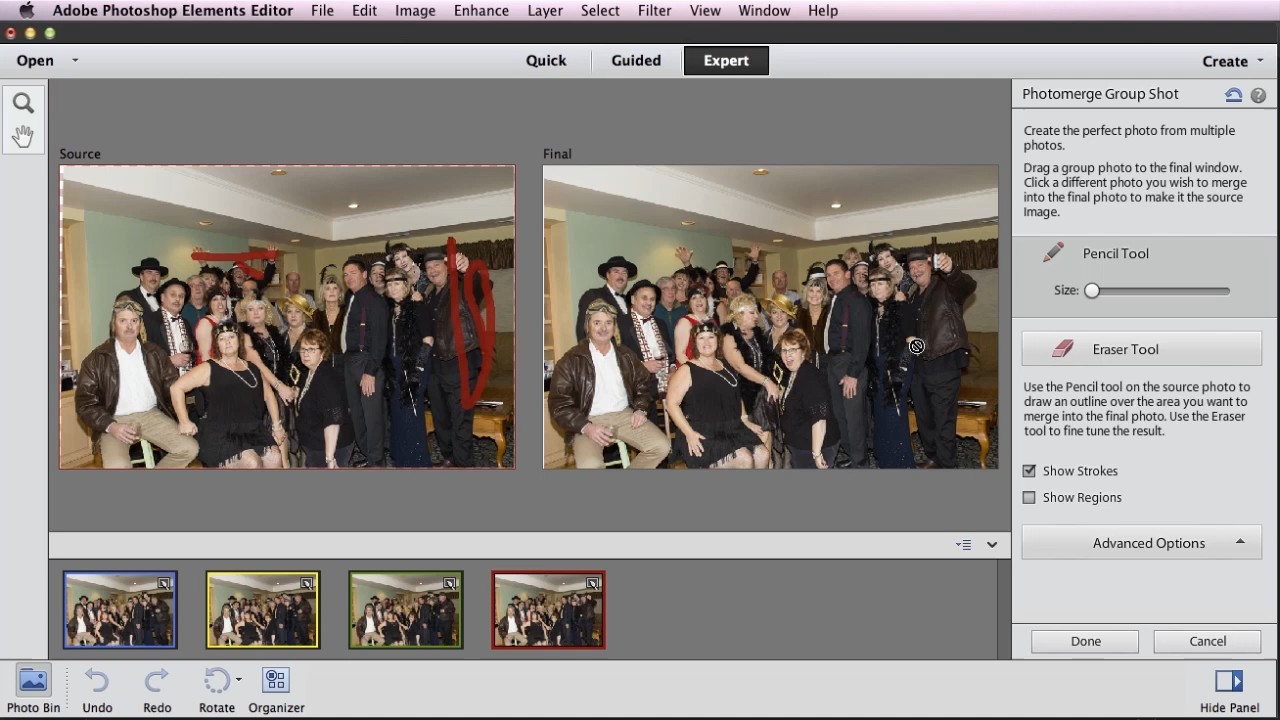 Adobe Photoshop Elements Editor File Edit Image Enhance Layer Select Filter View Window Help
Open Quick Guided Expert Create
Photomerge Group Shot
Create the perfect photo from multiple
photos.
Drag a group photo to the final window.
Click a different photo you wish to merge
into the final photo to make it the source
Image.
Source Final
Pencil Tool
Size:
Eraser Tool
Use the Pencil tool on the source photo to
draw an outline over the area you want to
merge into the final photo. Use the Eraser
tool to fine tune the result.
Show Strokes
Show Regions
Advanced Options
Done Cancel
Photo Bin Undo Redo Rotate Organizer Hide Panel